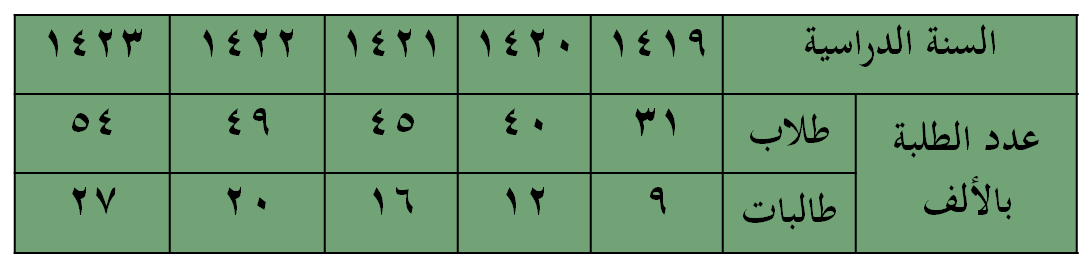 السنة الدراسية ١٤١٩ ١٤٢٠ ١٤٢١ ١٤٢٢ ١٤٢٣
عدد الطلبة بالألف
طلاب ٣١ ٤٠ ٤٥ ٤٩ ٥٤
طالبات ٩ ١٢ ١٦ ٢٠ ٢٧